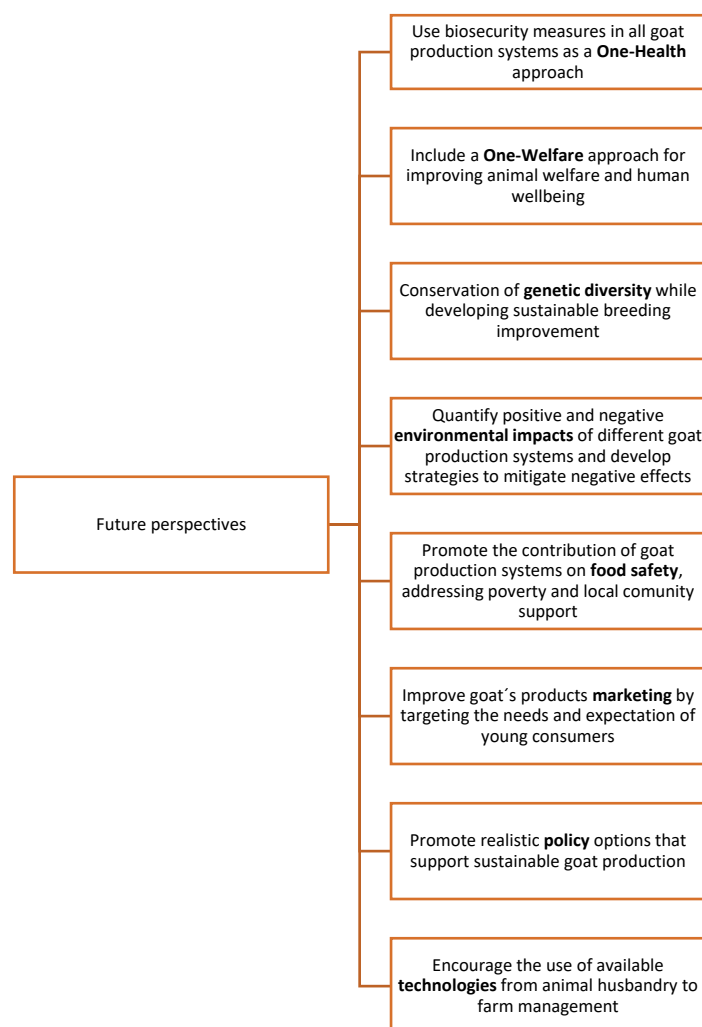 Use biosecurity measures in all goat
production systems as a One-Health
approach
Include a One-Welfare approach for
improving animal welfare and human
wellbeing
Conservation of genetic diversity while
developing sustainable breeding
improvement
Quantify positive and negative
environmental impacts of different goat
production systems and develop
strategies to mitigate negative effects
Future perspectives
Promote the contribution of goat
production systems on food safety,
addressing poverty and local comunity
support
Improve goat´s products marketing by
targeting the needs and expectation of
young consumers
Promote realistic policy options that
support sustainable goat production
Encourage the use of available
technologies from animal husbandry to
farm management